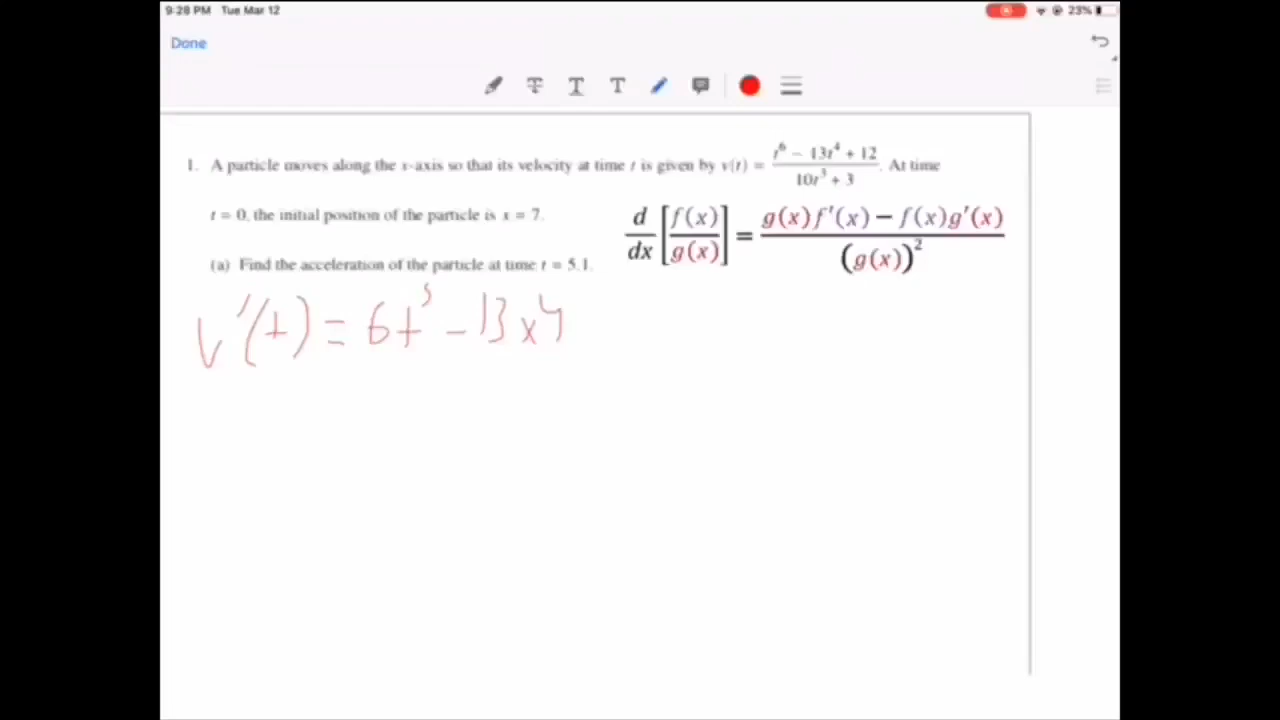 9:28 PM Tue Mar 12 23%
Done
1. A particle moves along the x-axis so that its velocity at time t is given by v(t) = (t⁶ − 13t⁴ + 12)/(10t³ + 3). At time
t = 0, the initial position of the particle is x = 7.
d/dx [f(x)/g(x)] = (g(x)f′(x) − f(x)g′(x))/(g(x))²
(a) Find the acceleration of the particle at time t = 5.1.
v'(t) = 6t⁵ − 13x4